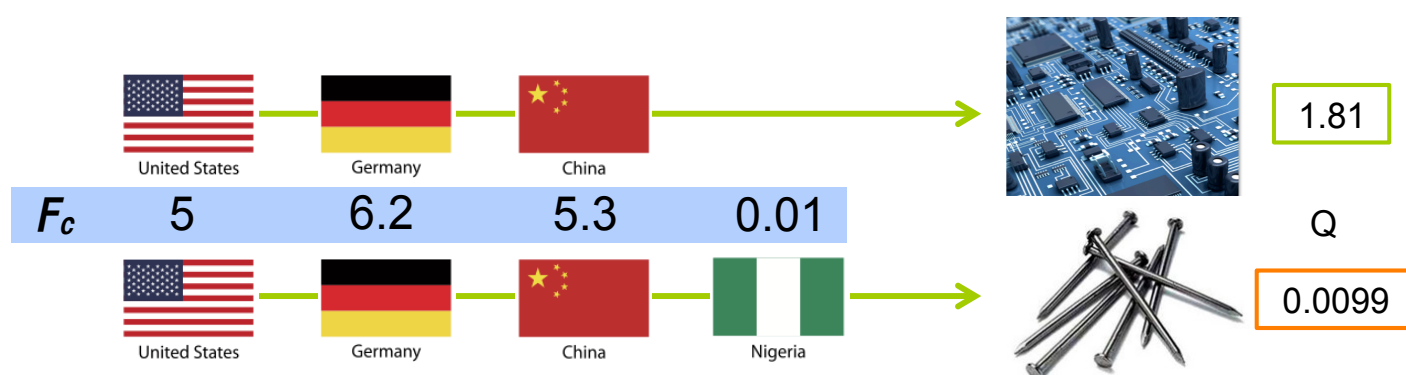 United States Germany China
1.81
F_c 5 6.2 5.3 0.01
Q
0.0099
United States Germany China Nigeria